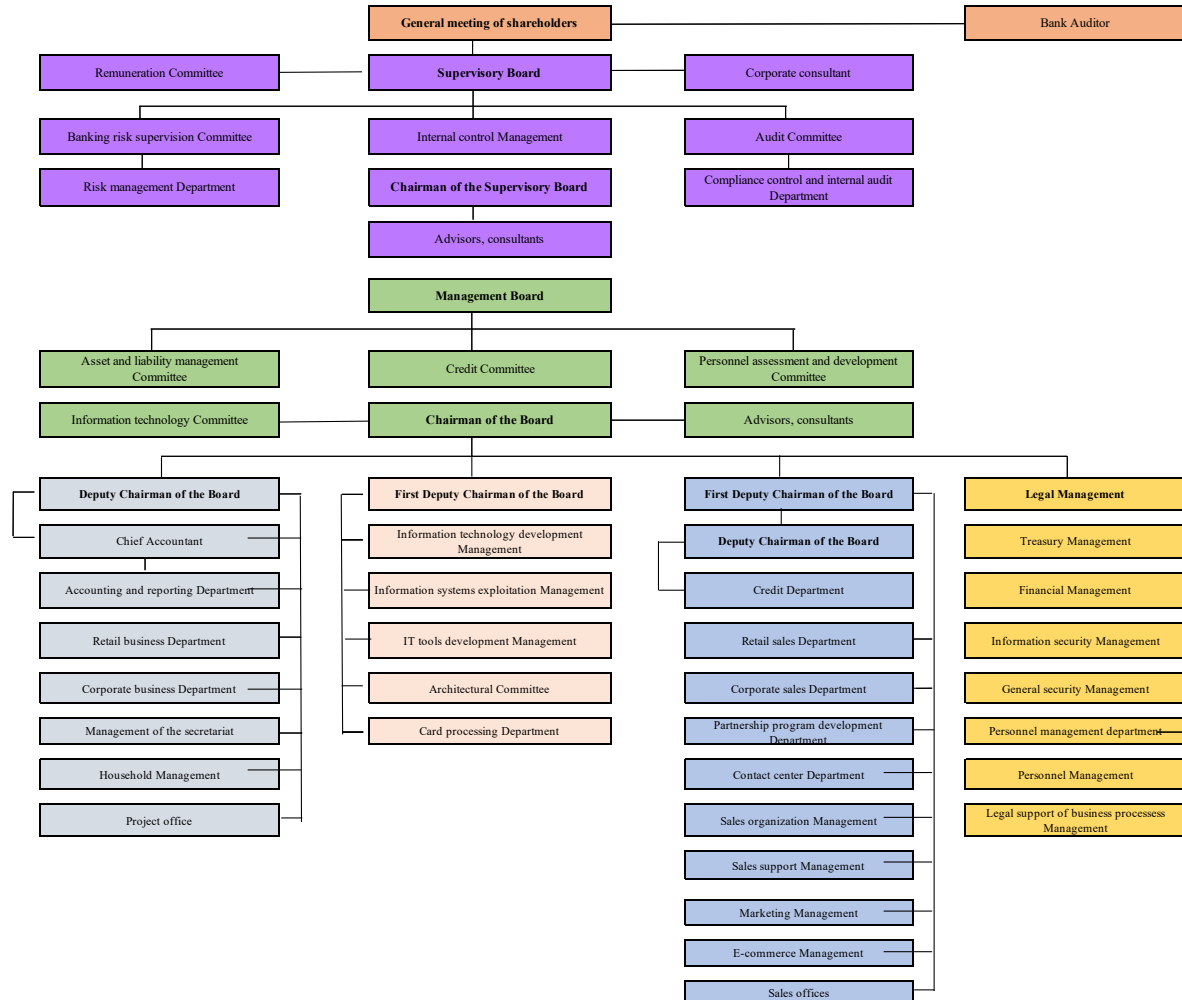 General meeting of shareholders
Bank Auditor
Remuneration Committee
Supervisory Board
Corporate consultant
Banking risk supervision Committee
Internal control Management
Audit Committee
Risk management Department
Chairman of the Supervisory Board
Compliance control and internal audit
Department
Advisors, consultants
Management Board
Asset and liability management
Committee
Credit Committee
Personnel assessment and development
Committee
Information technology Committee
Chairman of the Board
Advisors, consultants
Deputy Chairman of the Board
Chief Accountant
Accounting and reporting Department
Retail business Department
Corporate business Department
Management of the secretariat
Household Management
Project office
First Deputy Chairman of the Board
Information technology development
Management
Information systems exploitation Management
IT tools development Management
Architectural Committee
Card processing Department
First Deputy Chairman of the Board
Deputy Chairman of the Board
Credit Department
Retail sales Department
Corporate sales Department
Partnership program development
Department
Contact center Department
Sales organization Management
Sales support Management
Marketing Management
E-commerce Management
Sales offices
Legal Management
Treasury Management
Financial Management
Information security Management
General security Management
Personnel management department
Personnel Management
Legal support of business processess
Management